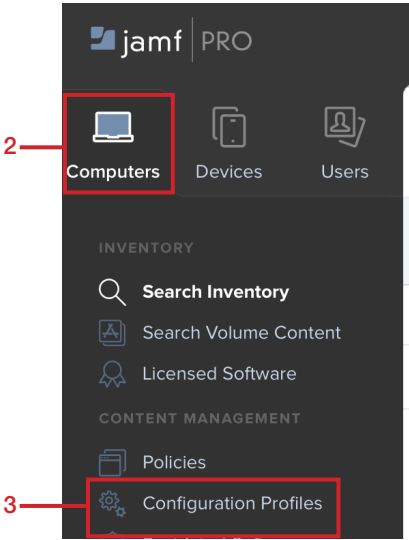 jamf PRO
2
Computers Devices Users
INVENTORY
Search Inventory
Search Volume Content
Licensed Software
CONTENT MANAGEMENT
Policies
3
Configuration Profiles